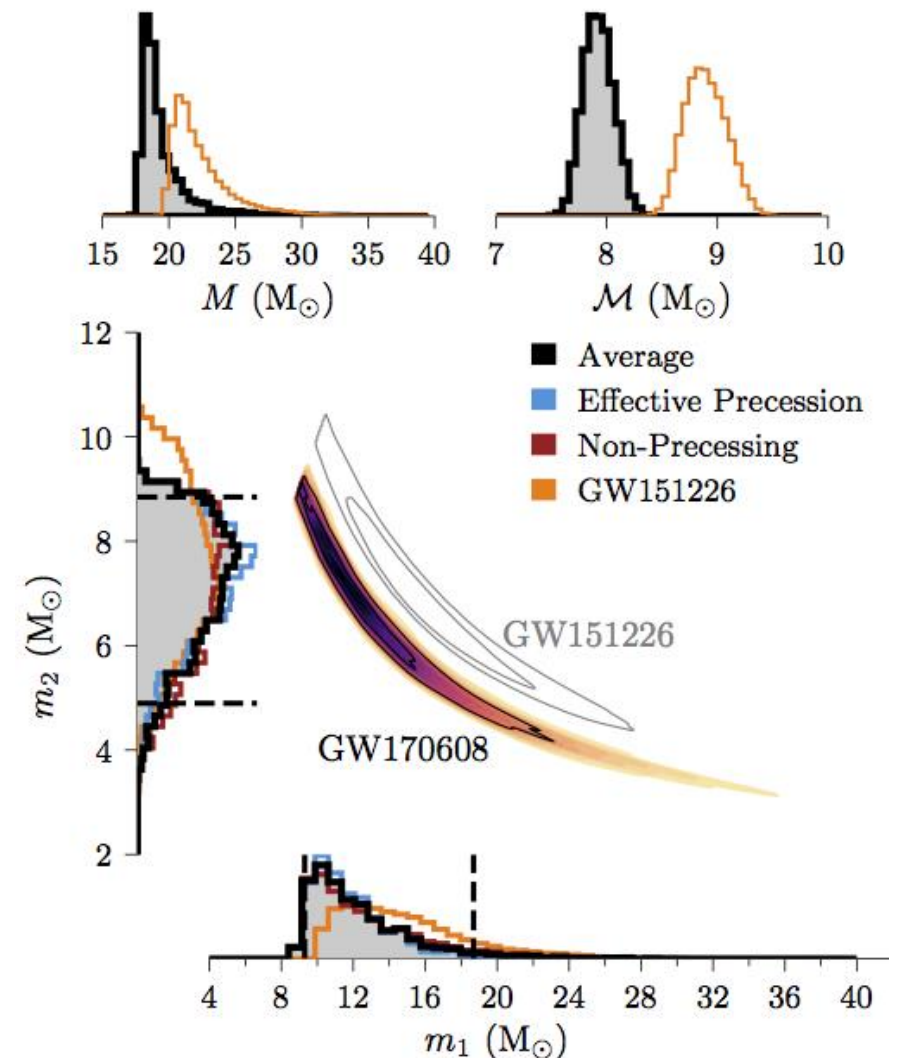 15 20 25 30 35 40
M (M⊙)
7 8 9 10
ℳ (M⊙)
12
10
8
6
4
2
m₂ (M⊙)
Average
Effective Precession
Non-Precessing
GW151226
GW151226
GW170608
4 8 12 16 20 24 28 32 36 40
m₁ (M⊙)